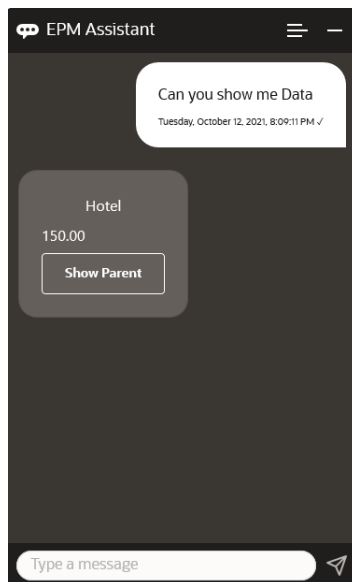 EPM Assistant
Can you show me Data
Tuesday, October 12, 2021, 8:09:11 PM ✓
Hotel
150.00
Show Parent
Type a message